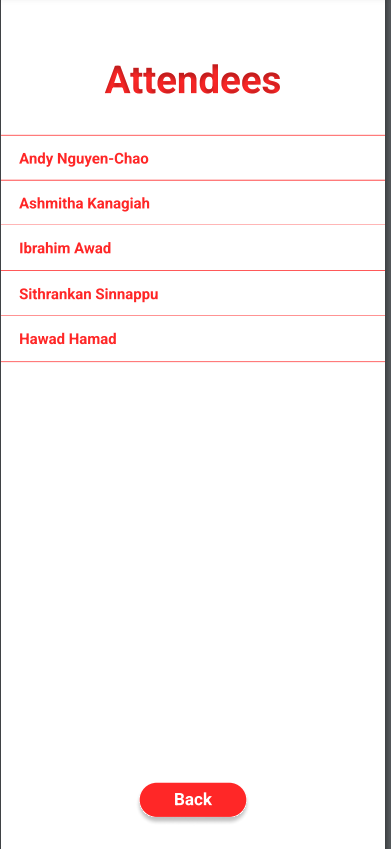 Attendees
Andy Nguyen-Chao
Ashmitha Kanagiah
Ibrahim Awad
Sithrankan Sinnappu
Hawad Hamad
Back